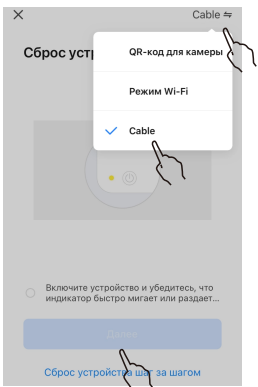 Cable
Сброс устр
QR-код для камеры
Режим Wi-Fi
Cable
Включите устройство и убедитесь, что
индикатор быстро мигает или раздает...
Далее
Сброс устройства шаг за шагом